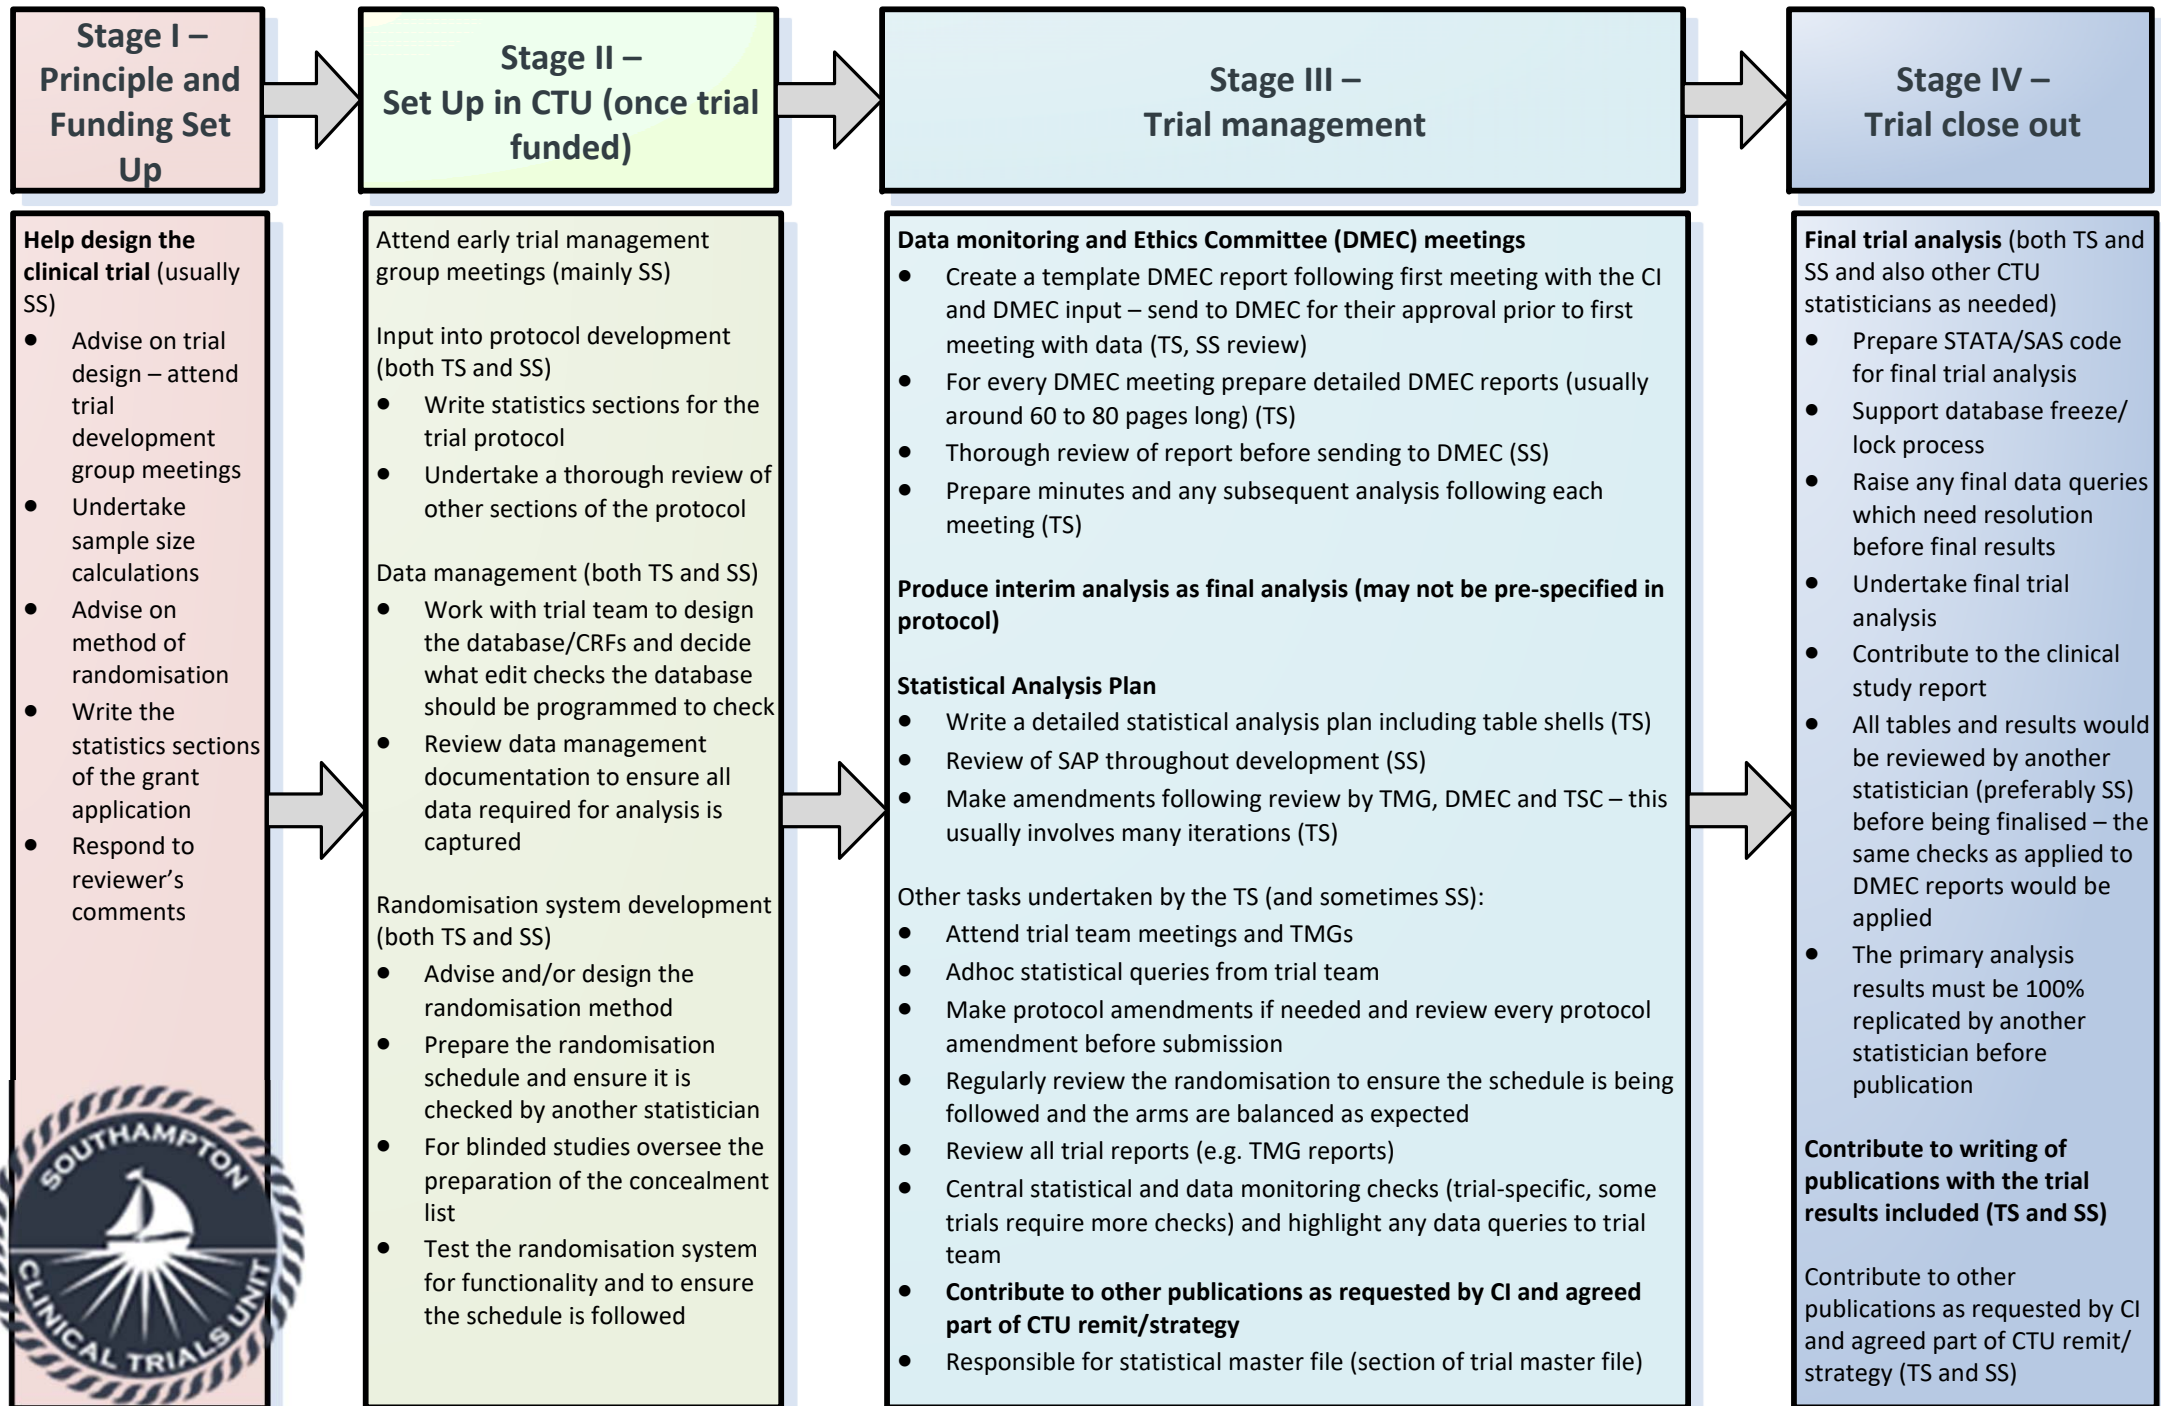 Stage I –
Principle and
Funding Set
Up
Stage II –
Set Up in CTU (once trial
funded)
Stage III –
Trial management
Stage IV –
Trial close out
Help design the
clinical trial (usually
SS)
● Advise on trial
design – attend
trial
development
group meetings
● Undertake
sample size
calculations
● Advise on
method of
randomisation
● Write the
statistics sections
of the grant
application
● Respond to
reviewer’s
comments
SOUTHAMPTON
CLINICAL TRIALS UNIT
Attend early trial management
group meetings (mainly SS)
Input into protocol development
(both TS and SS)
● Write statistics sections for the
trial protocol
● Undertake a thorough review of
other sections of the protocol
Data management (both TS and SS)
● Work with trial team to design
the database/CRFs and decide
what edit checks the database
should be programmed to check
● Review data management
documentation to ensure all
data required for analysis is
captured
Randomisation system development
(both TS and SS)
● Advise and/or design the
randomisation method
● Prepare the randomisation
schedule and ensure it is
checked by another statistician
● For blinded studies oversee the
preparation of the concealment
list
● Test the randomisation system
for functionality and to ensure
the schedule is followed
Data monitoring and Ethics Committee (DMEC) meetings
● Create a template DMEC report following first meeting with the CI
and DMEC input – send to DMEC for their approval prior to first
meeting with data (TS, SS review)
● For every DMEC meeting prepare detailed DMEC reports (usually
around 60 to 80 pages long) (TS)
● Thorough review of report before sending to DMEC (SS)
● Prepare minutes and any subsequent analysis following each
meeting (TS)
Produce interim analysis as final analysis (may not be pre-specified in
protocol)
Statistical Analysis Plan
● Write a detailed statistical analysis plan including table shells (TS)
● Review of SAP throughout development (SS)
● Make amendments following review by TMG, DMEC and TSC – this
usually involves many iterations (TS)
Other tasks undertaken by the TS (and sometimes SS):
● Attend trial team meetings and TMGs
● Adhoc statistical queries from trial team
● Make protocol amendments if needed and review every protocol
amendment before submission
● Regularly review the randomisation to ensure the schedule is being
followed and the arms are balanced as expected
● Review all trial reports (e.g. TMG reports)
● Central statistical and data monitoring checks (trial-specific, some
trials require more checks) and highlight any data queries to trial
team
● Contribute to other publications as requested by CI and agreed
part of CTU remit/strategy
● Responsible for statistical master file (section of trial master file)
Final trial analysis (both TS and
SS and also other CTU
statisticians as needed)
● Prepare STATA/SAS code
for final trial analysis
● Support database freeze/
lock process
● Raise any final data queries
which need resolution
before final results
● Undertake final trial
analysis
● Contribute to the clinical
study report
● All tables and results would
be reviewed by another
statistician (preferably SS)
before being finalised – the
same checks as applied to
DMEC reports would be
applied
● The primary analysis
results must be 100%
replicated by another
statistician before
publication
Contribute to writing of
publications with the trial
results included (TS and SS)
Contribute to other
publications as requested by CI
and agreed part of CTU remit/
strategy (TS and SS)